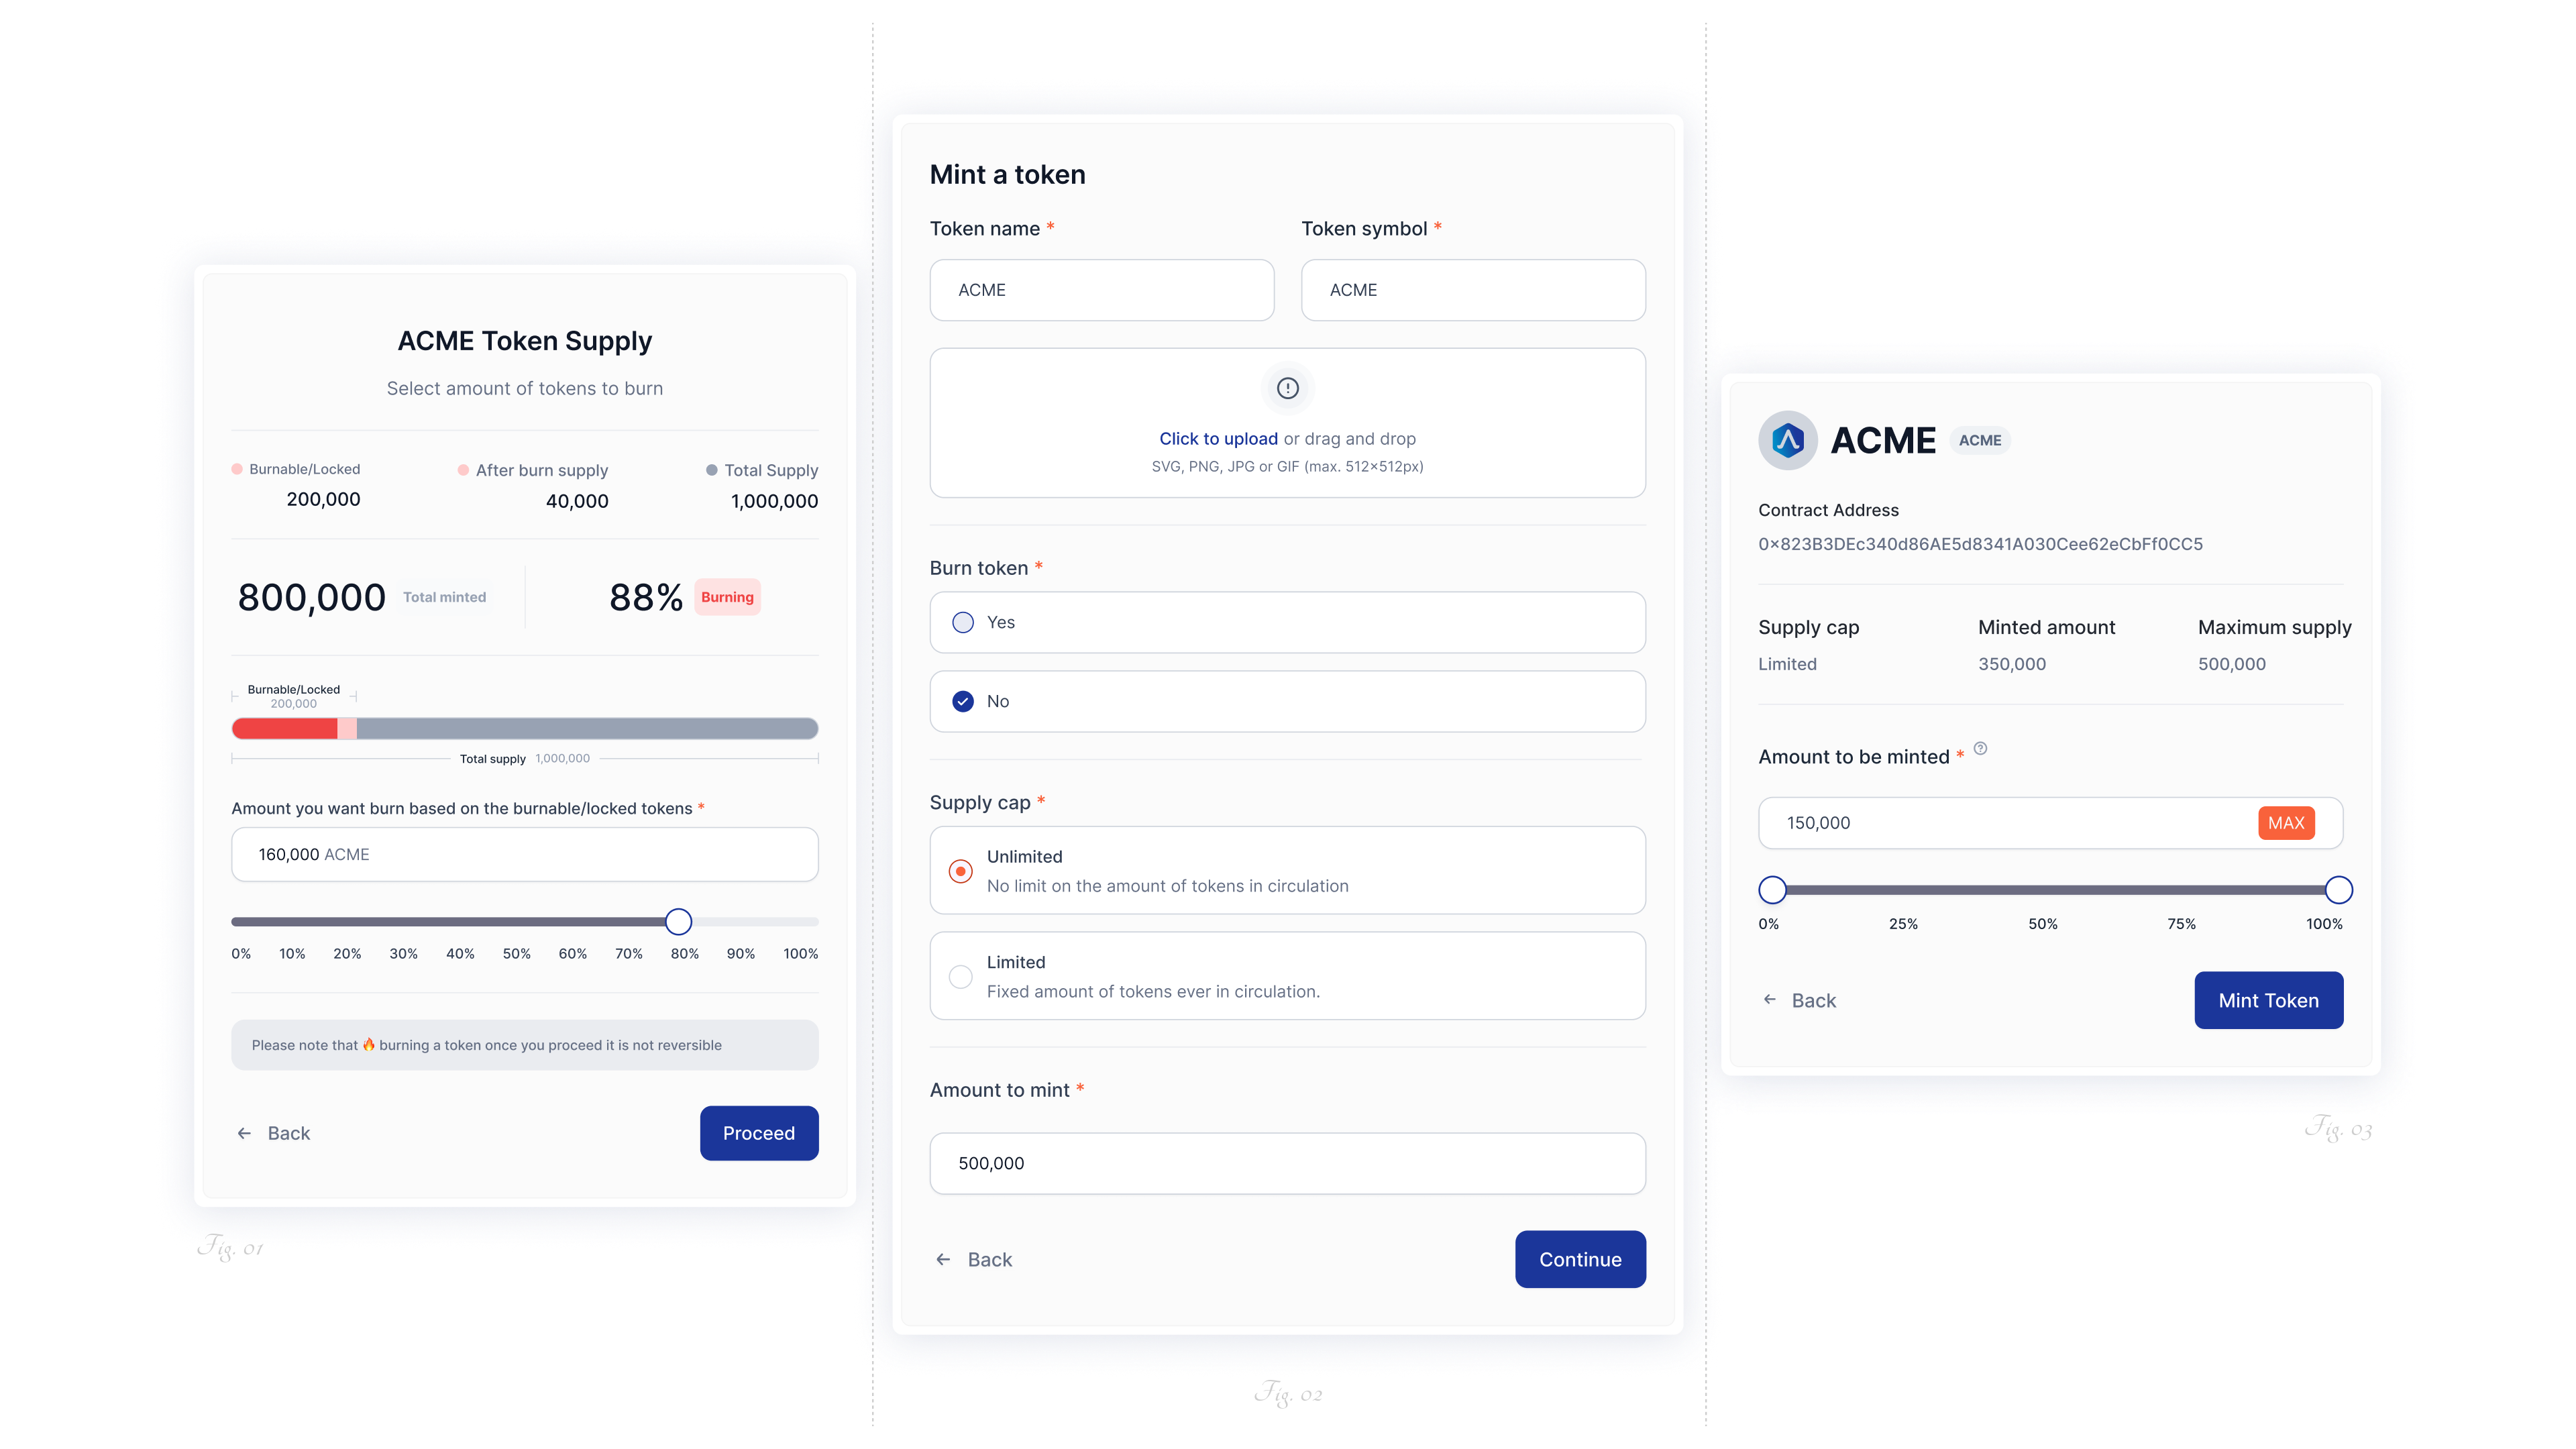 ACME Token Supply
Select amount of tokens to burn
Burnable/Locked
200,000
After burn supply
40,000
Total Supply
1,000,000
800,000 Total minted
88% Burning
Burnable/Locked
200,000
Total supply 1,000,000
Amount you want burn based on the burnable/locked tokens *
160,000 ACME
0% 10% 20% 30% 40% 50% 60% 70% 80% 90% 100%
Please note that 🔥 burning a token once you proceed it is not reversible
← Back
Proceed
Fig. 01
Mint a token
Token name *
ACME
Token symbol *
ACME
Click to upload or drag and drop
SVG, PNG, JPG or GIF (max. 512×512px)
Burn token *
Yes
No
Supply cap *
Unlimited
No limit on the amount of tokens in circulation
Limited
Fixed amount of tokens ever in circulation.
Amount to mint *
500,000
← Back
Continue
Fig. 02
ACME ACME
Contract Address
0×823B3DEc340d86AE5d8341A030Cee62eCbFf0CC5
Supply cap
Limited
Minted amount
350,000
Maximum supply
500,000
Amount to be minted *
150,000
MAX
0% 25% 50% 75% 100%
← Back
Mint Token
Fig. 03